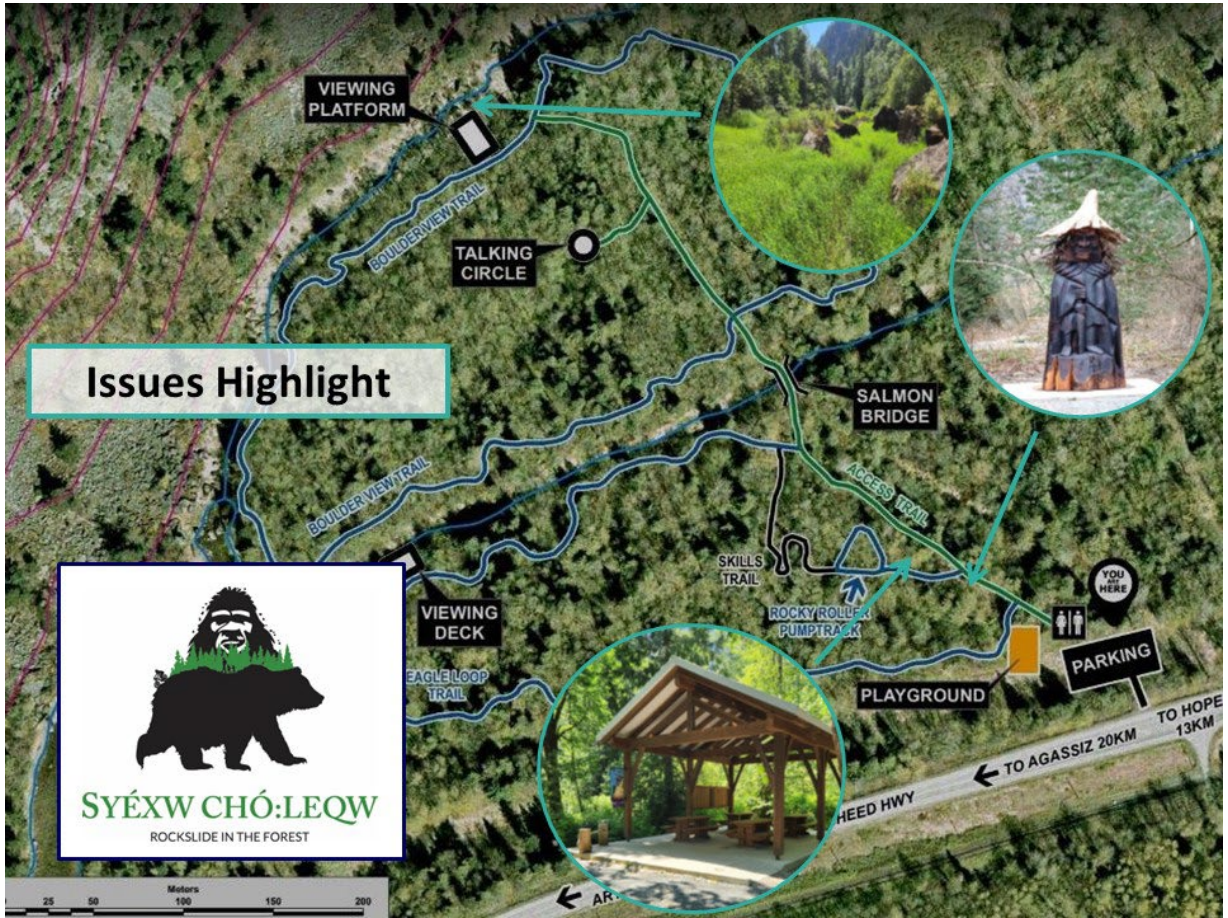 VIEWING
PLATFORM
BOULDER VIEW TRAIL
TALKING
CIRCLE
Issues Highlight
SALMON
BRIDGE
BOULDER VIEW TRAIL
ACCESS TRAIL
SKILLS
TRAIL
YOU
ARE
HERE
ROCKY ROLLER
PUMPTRACK
VIEWING
DECK
PARKING
EAGLE LOOP
TRAIL
PLAYGROUND
TO HOPE
13KM
TO AGASSIZ 20KM
HEED HWY
SYÉXW CHÓ:LEQW
ROCKSLIDE IN THE FOREST
Meters
25 50 100 150 200